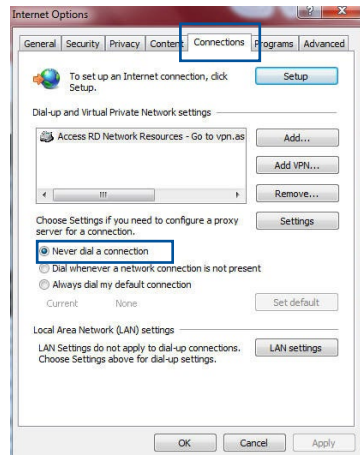 Internet Options
General Security Privacy Content Connections Programs Advanced
To set up an Internet connection, click
Setup.
Setup
Dial-up and Virtual Private Network settings
Access RD Network Resources - Go to vpn.as
Add...
Add VPN...
Remove...
Choose Settings if you need to configure a proxy
server for a connection.
Settings
Never dial a connection
Dial whenever a network connection is not present
Always dial my default connection
Current None
Set default
Local Area Network (LAN) settings
LAN Settings do not apply to dial-up connections.
Choose Settings above for dial-up settings.
LAN settings
OK Cancel Apply